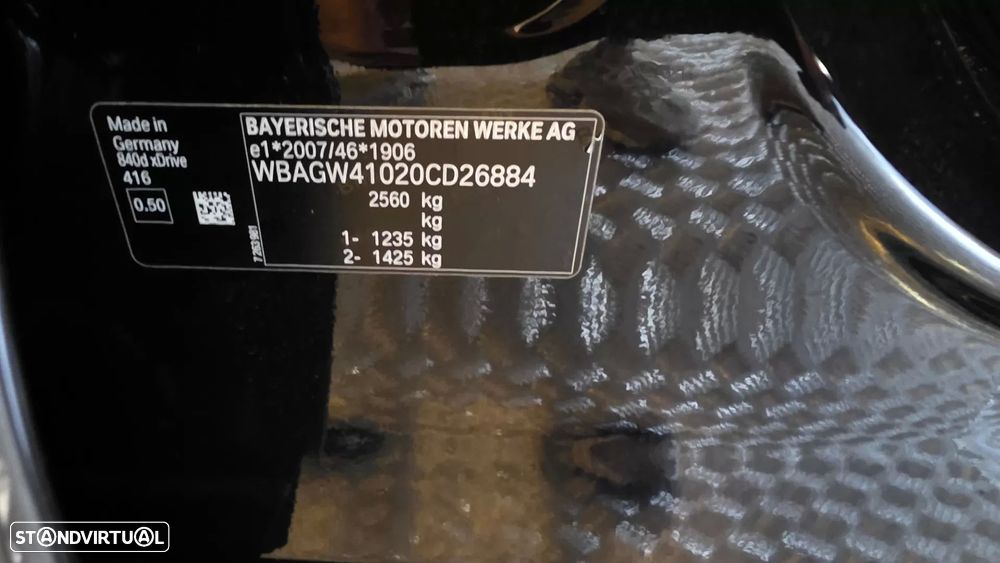 Made in
Germany
840d xDrive
416
0.50
BAYERISCHE MOTOREN WERKE AG
e1*2007/46*1906
WBAGW41020CD26884
2560 kg
kg
1- 1235 kg
2- 1425 kg
STANDVIRTUAL